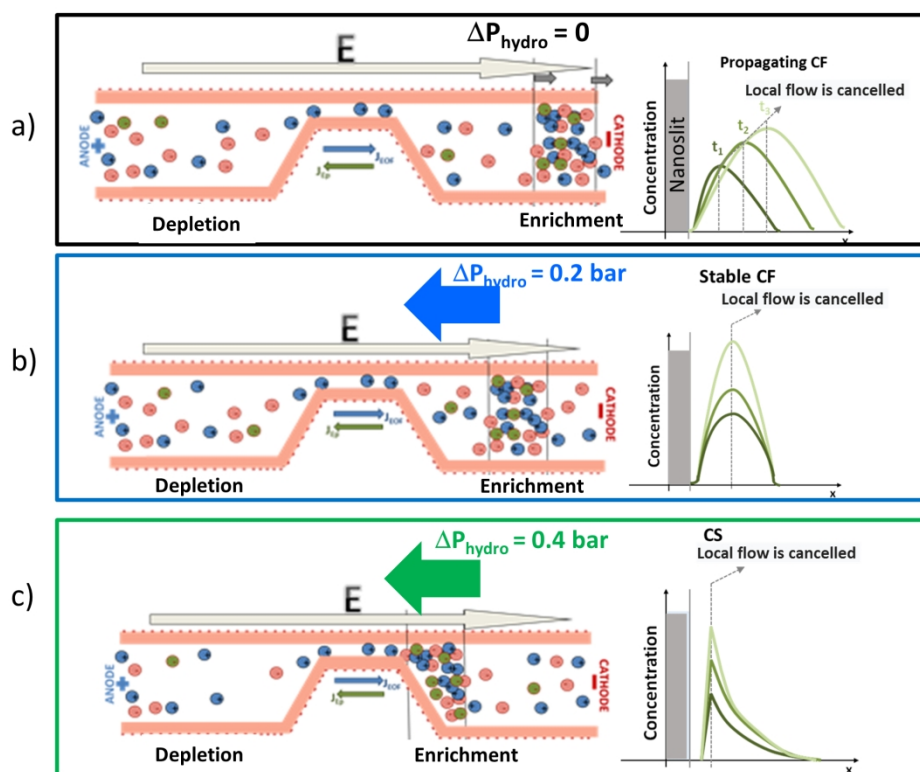 a)
ΔPhydro = 0
E
ANODE
+
JEOF
JEp
CATHODE
Depletion
Enrichment
Propagating CF
Local flow is cancelled
Concentration
Nanoslit
t1
t2
t3
x
b)
ΔPhydro = 0.2 bar
E
ANODE
+
JEOF
JEp
CATHODE
Depletion
Enrichment
Stable CF
Local flow is cancelled
Concentration
x
c)
ΔPhydro = 0.4 bar
E
ANODE
+
JEOF
JEp
CATHODE
Depletion
Enrichment
CS
Local flow is cancelled
Concentration
x